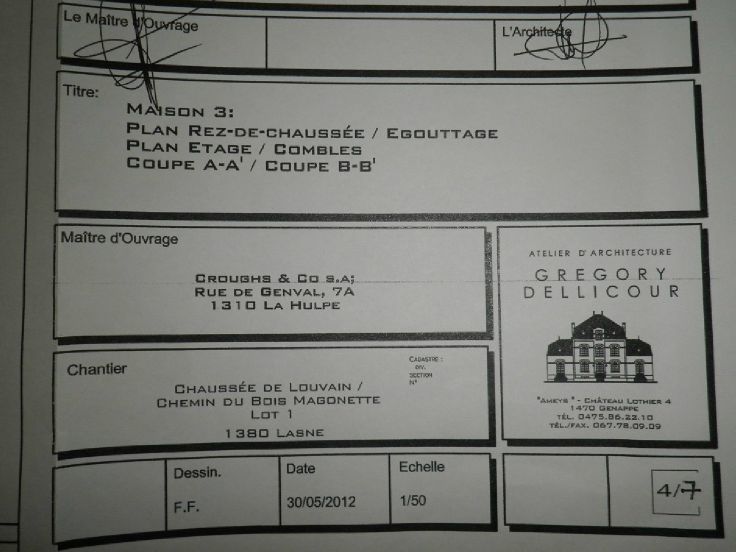 Le Maître d'Ouvrage
L'Architecte
Titre:
MAISON 3:
PLAN REZ-DE-CHAUSSÉE / EGOUTTAGE
PLAN ETAGE / COMBLES
COUPE A-A' / COUPE B-B'
Maître d'Ouvrage
CROUGHS & CO S.A;
RUE DE GENVAL, 7A
1310 LA HULPE
ATELIER D'ARCHITECTURE
GREGORY
DELLICOUR
"AMEYS" - CHÂTEAU LOTHIER 4
1470 GENAPPE
TÉL. 0475.86.22.10
TÉL./FAX. 067.78.09.09
Chantier
CADASTRE :
DIV.
SECTION
N°
CHAUSSÉE DE LOUVAIN /
CHEMIN DU BOIS MAGONETTE
LOT 1
1380 LASNE
Dessin.
F.F.
Date
30/05/2012
Echelle
1/50
4/7